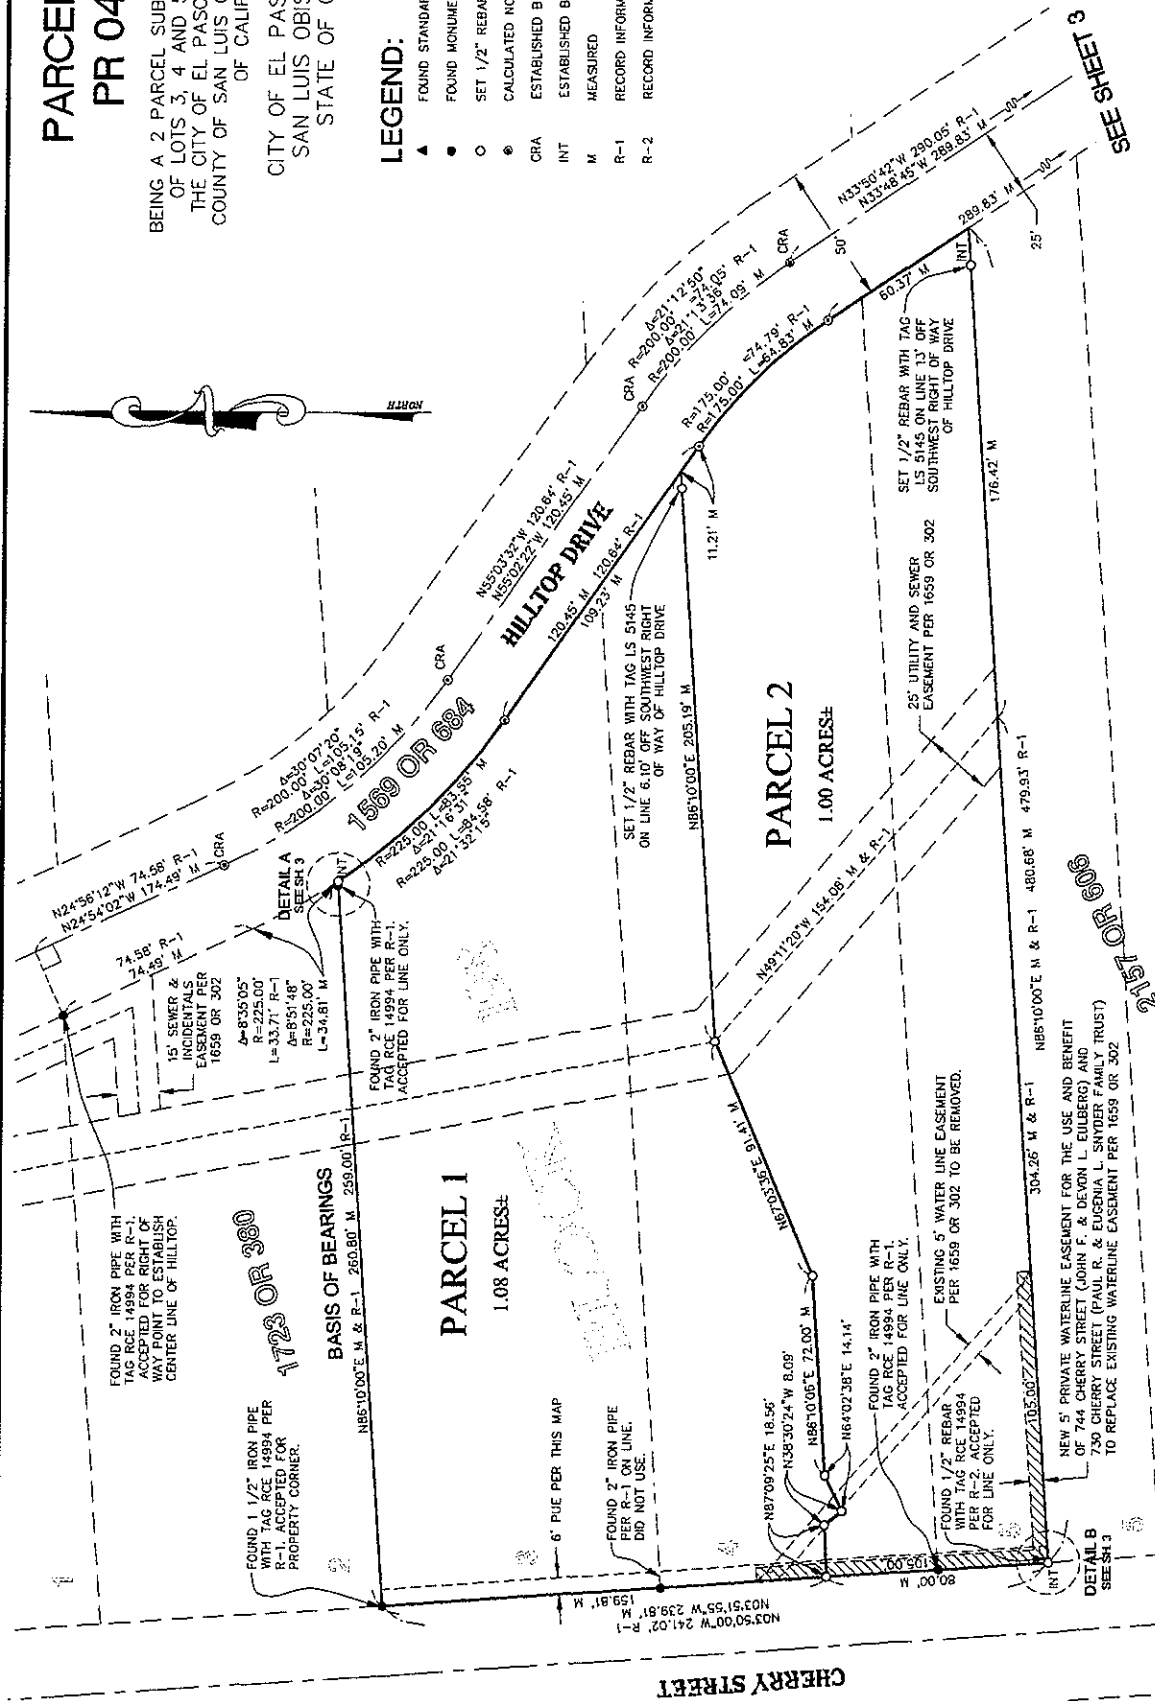 PARCEL
PR 04
BEING A 2 PARCEL SUB
OF LOTS 3, 4 AND 5
THE CITY OF EL PASO
COUNTY OF SAN LUIS O
OF CALIF
CITY OF EL PAS
SAN LUIS OBIS
STATE OF C
LEGEND:
FOUND STANDAR
FOUND MONUME
SET 1/2" REBAR
CALCULATED NO
CRA ESTABLISHED B
INT ESTABLISHED B
M MEASURED
R-1 RECORD INFORM
R-2 RECORD INFORM
NORTH
SEE SHEET 3
N33°50'42"W 290.05' R-1
N33°48'45"W 289.83' M
289.83' M
25'
50'
CRA
Δ=21°12'50"
R=200.00' =74.05' R-1
Δ=21°13'36"
R=200.00' L=74.09' M
CRA
R=175.00' =74.79' R-1
R=175.00' L=64.83' M
60.37' M
INT
SET 1/2" REBAR WITH TAG
LS 5145 ON LINE 13' OFF
SOUTHWEST RIGHT OF WAY
OF HILLTOP DRIVE
176.42' M
N55°03'32"W 120.64' R-1
N55°02'22"W 120.45' M
HILLTOP DRIVE
120.45' M 120.64' R-1
109.23' M
11.21' M
SET 1/2" REBAR WITH TAG LS 5145
ON LINE 6.10' OFF SOUTHWEST RIGHT
OF WAY OF HILLTOP DRIVE
N86°10'00"E 205.19' M
CRA
Δ=30°07'20"
R=200.00' L=105.15' R-1
Δ=30°08'19"
R=200.00' L=105.20' M
1569 OR 684
R=225.00 L=83.55' M
Δ=21°16'31"
R=225.00 L=84.58' R-1
Δ=21°32'15"
CRA
N24°56'12"W 74.58' R-1
N24°54'02"W 174.49' M
74.58' R-1
74.49' M
DETAIL A
SEE SH. 3
INT
15' SEWER &
INCIDENTALS
EASEMENT PER
1659 OR 302
Δ=8°35'05"
R=225.00'
L=33.71' R-1
Δ=8°51'48"
R=225.00'
L=34.81' M
FOUND 2" IRON PIPE WITH
TAG RCE 14994 PER R-1.
ACCEPTED FOR LINE ONLY.
PARCEL 2
1.00 ACRES±
25' UTILITY AND SEWER
EASEMENT PER 1659 OR 302
N49°11'20"W 154.08' M & R-1
FOUND 2" IRON PIPE WITH
TAG RCE 14994 PER R-1.
ACCEPTED FOR RIGHT OF
WAY POINT TO ESTABLISH
CENTER LINE OF HILLTOP.
1723 OR 380
BASIS OF BEARINGS
N86°10'00"E M & R-1 260.80' M 259.00' R-1
FOUND 1 1/2" IRON PIPE
WITH TAG RCE 14994 PER
R-1. ACCEPTED FOR
PROPERTY CORNER.
PARCEL 1
1.08 ACRES±
BLOCK
6' PUE PER THIS MAP
FOUND 2" IRON PIPE
PER R-1 ON LINE.
DID NOT USE.
N67°03'36"E 91.41' M
N86°10'06"E 72.00' M
N87°09'25"E 18.56'
N38°30'24"W 8.09'
N64°02'38"E 14.14'
FOUND 2" IRON PIPE WITH
TAG RCE 14994 PER R-1.
ACCEPTED FOR LINE ONLY.
EXISTING 5' WATER LINE EASEMENT
PER 1659 OR 302 TO BE REMOVED.
FOUND 1/2" REBAR
WITH TAG RCE 14994
PER R-2. ACCEPTED
FOR LINE ONLY.
304.26' M & R-1 N86°10'00"E M & R-1 480.68' M 479.93' R-1
105.00'
NEW 5' PRIVATE WATERLINE EASEMENT FOR THE USE AND BENEFIT
OF 744 CHERRY STREET (JOHN F. & DEVON L. EULBERG) AND
730 CHERRY STREET (PAUL R. & EUGENIA L. SNYDER FAMILY TRUST)
TO REPLACE EXISTING WATERLINE EASEMENT PER 1659 OR 302
2157 OR 606
1
2
3
4
5
159.81' M
N03°51'55"W 239.81' M
N03°50'00"W 241.02' R-1
105.00'
80.00' M
INT
DETAIL B
SEE SH. 3
CHERRY STREET